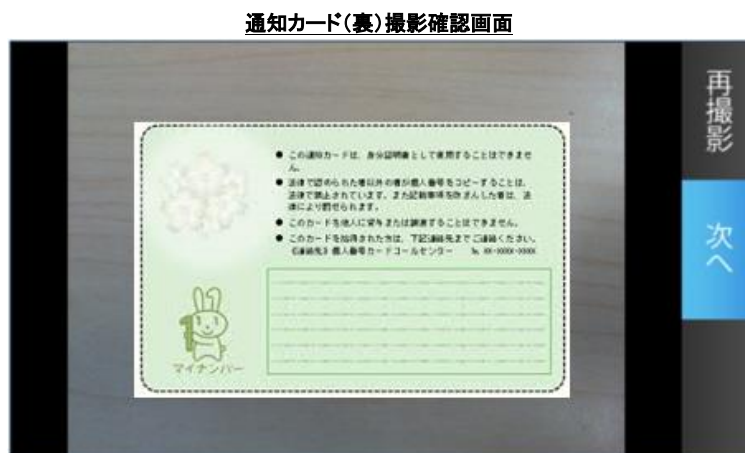 通知カード（裏）撮影確認画面
再撮影
次へ
● この通知カードは、身分証明書として使用することはできませ
ん。
● 法律で認められた者以外の者が個人番号をコピーすることは、
法律で禁止されています。また記載事項を改ざんした者は、法
律により罰せられます。
● このカードを他人に貸与または譲渡することはできません。
● このカードを拾得された方は、下記連絡先までご連絡ください。
《連絡先》個人番号カードコールセンター ℡ XX-XXXX-XXXX
マイナンバー